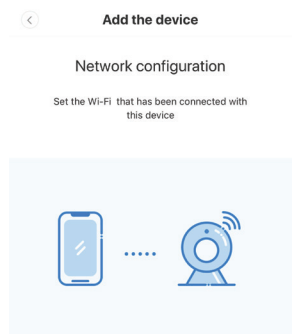 Add the device
Network configuration
Set the Wi-Fi that has been connected with
this device